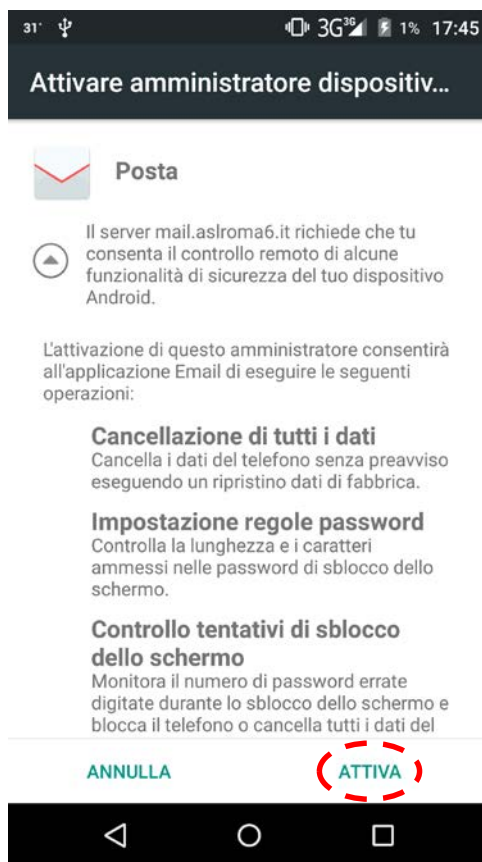 31° 3G 3G 1% 17:45
Attivare amministratore dispositiv...
Posta
Il server mail.aslroma6.it richiede che tu
consenta il controllo remoto di alcune
funzionalità di sicurezza del tuo dispositivo
Android.
L'attivazione di questo amministratore consentirà
all'applicazione Email di eseguire le seguenti
operazioni:
Cancellazione di tutti i dati
Cancella i dati del telefono senza preavviso
eseguendo un ripristino dati di fabbrica.
Impostazione regole password
Controlla la lunghezza e i caratteri
ammessi nelle password di sblocco dello
schermo.
Controllo tentativi di sblocco
dello schermo
Monitora il numero di password errate
digitate durante lo sblocco dello schermo e
blocca il telefono o cancella tutti i dati del
ANNULLA ATTIVA